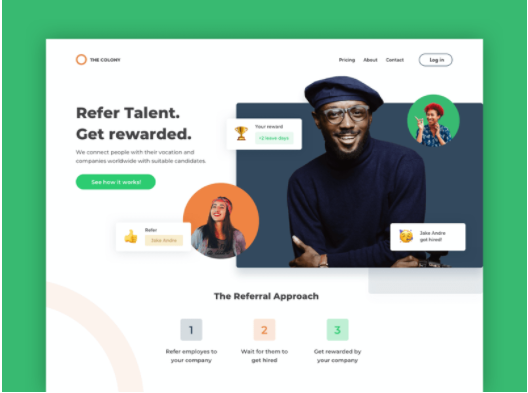 THE COLONY
Pricing
About
Contact
Log in
Refer Talent.
Get rewarded.
We connect people with their vocation and
companies worldwide with suitable candidates.
See how it works!
Your reward
+2 leave days
Refer
Jake Andre
Jake Andre
got hired!
The Referral Approach
1
2
3
Refer employes to
your company
Wait for them to
get hired
Get rewarded by
your company